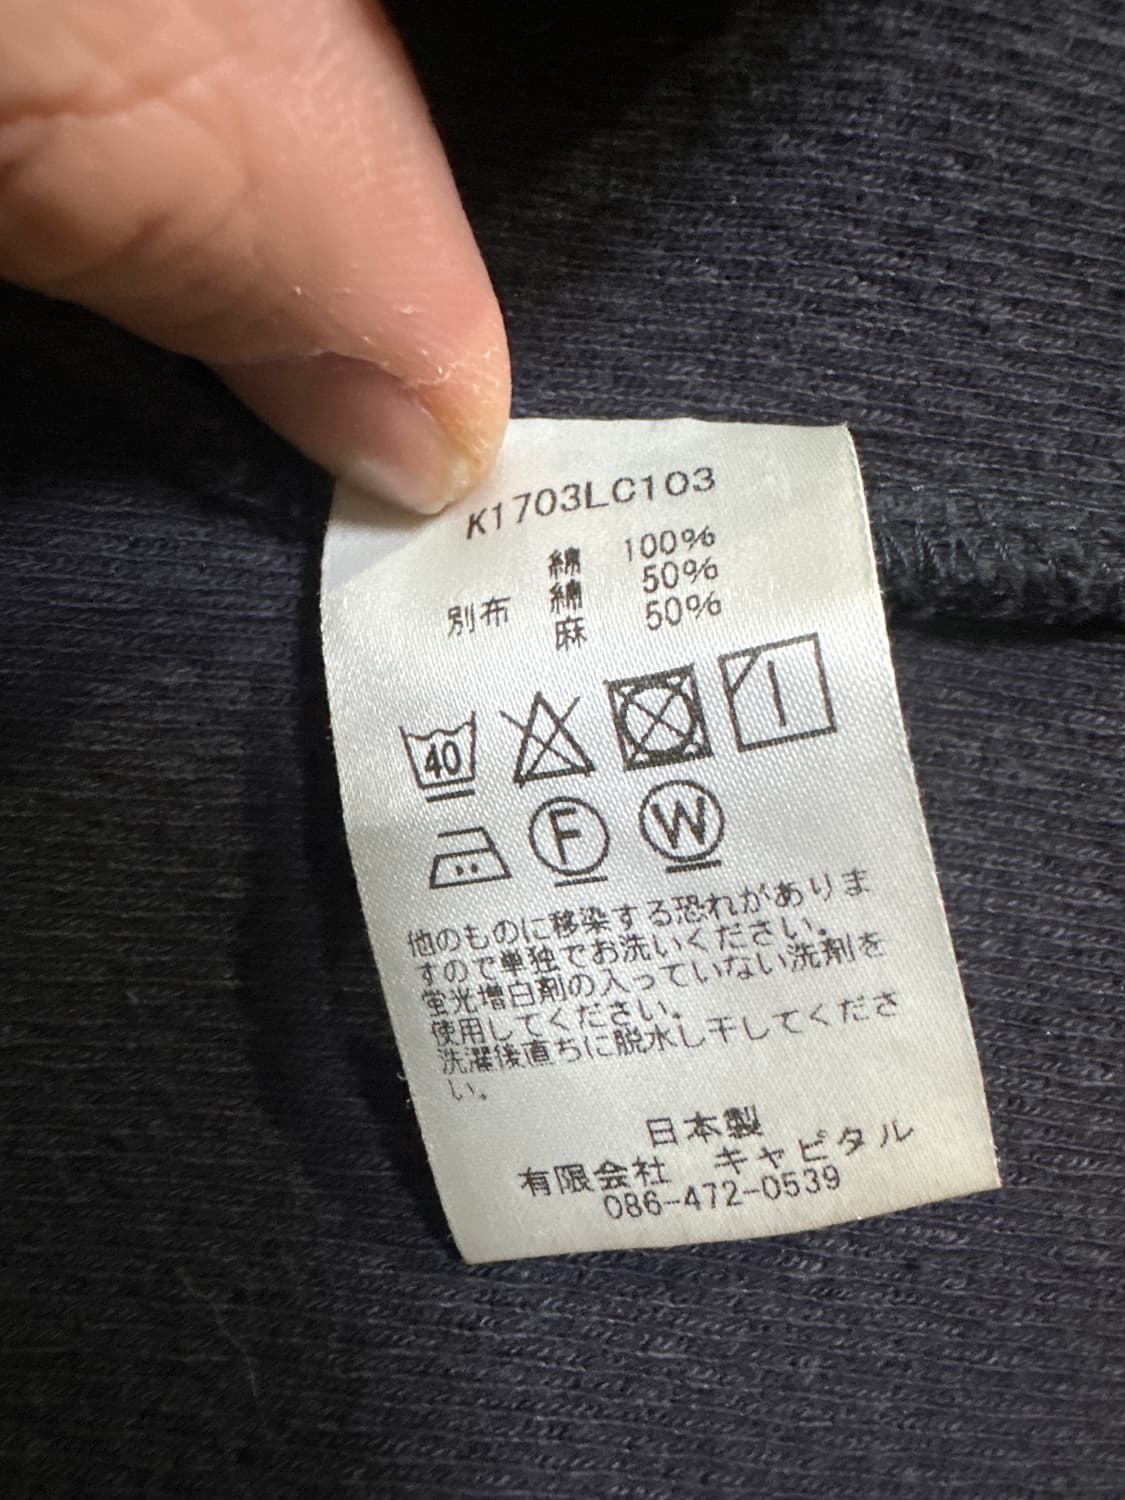 K1703LC103
綿 100%
別布 綿 50%
麻 50%
40
F W
他のものに移染する恐れがありま
すので単独でお洗いください。
蛍光増白剤の入っていない洗剤を
使用してください。
洗濯後直ちに脱水し干してくださ
い。
日本製
有限会社 キャピタル
086-472-0539